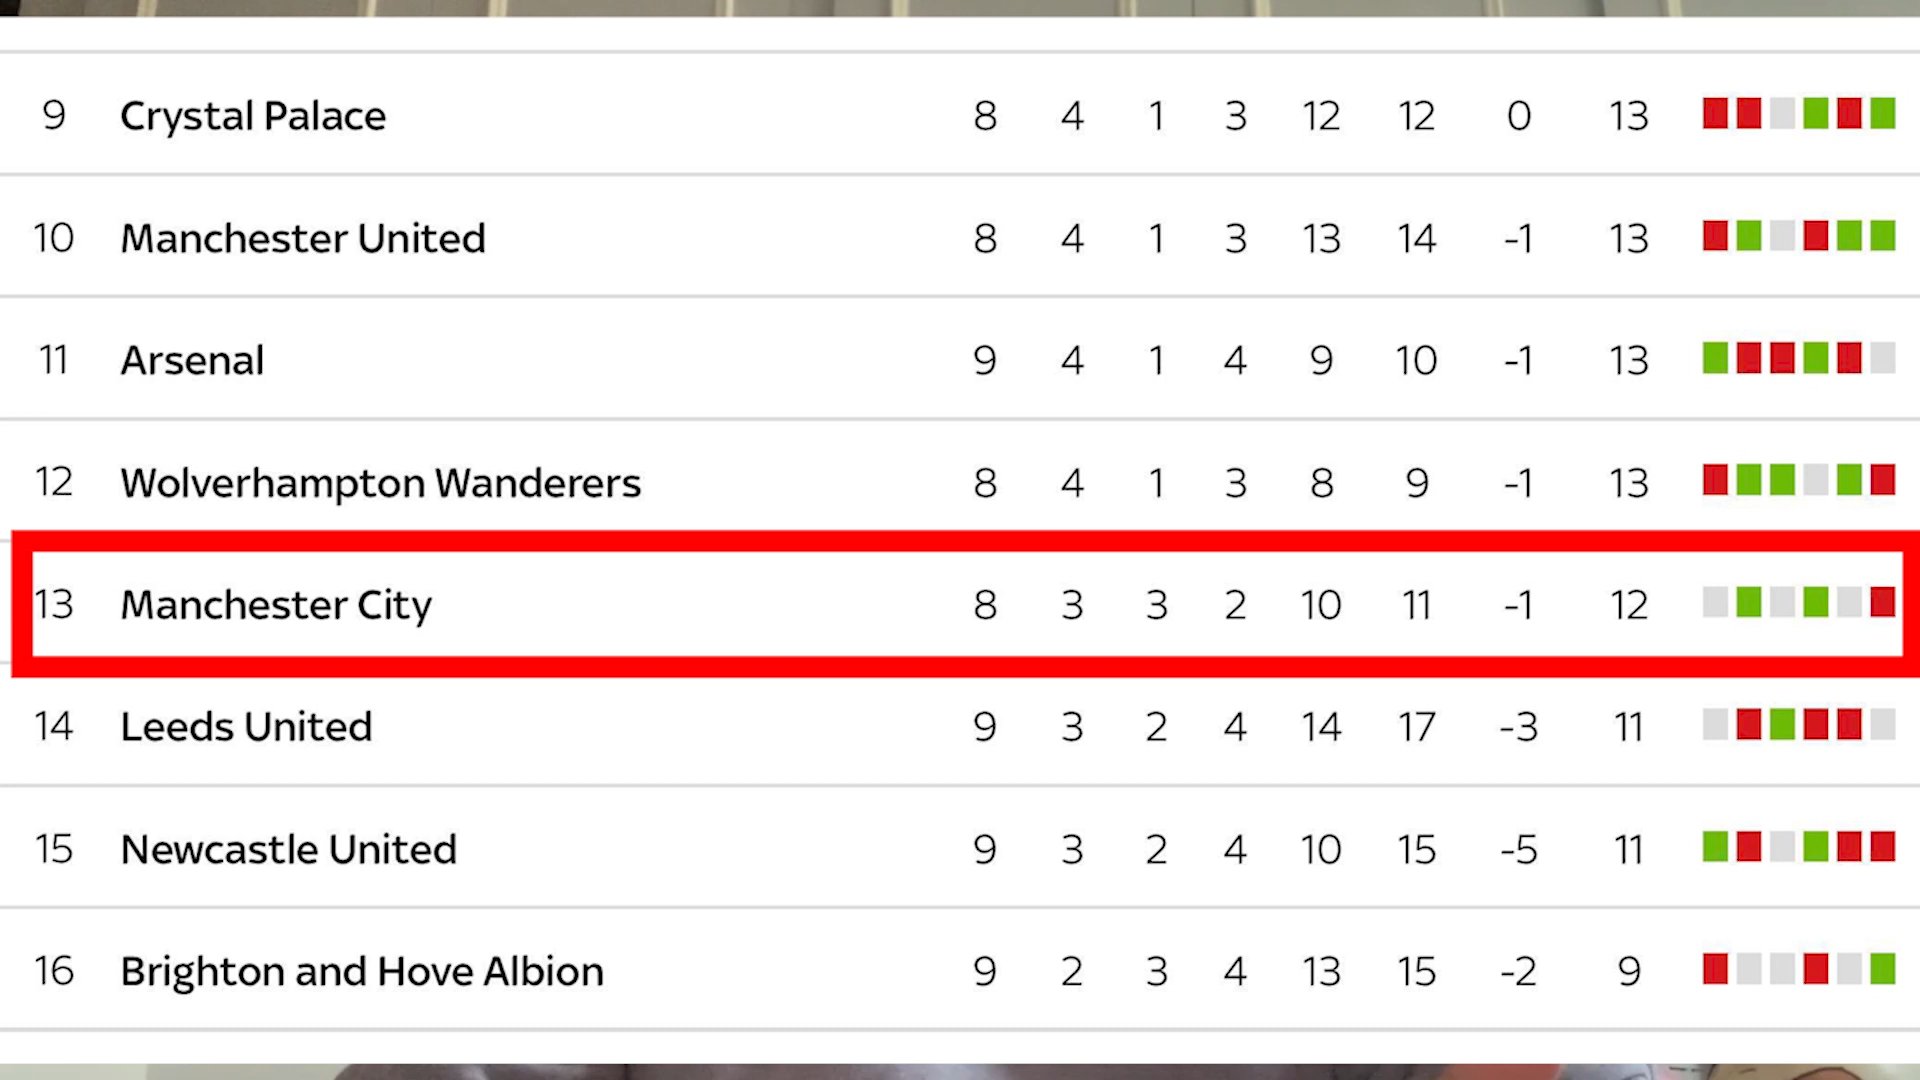 9 Crystal Palace 8 4 1 3 12 12 0 13
10 Manchester United 8 4 1 3 13 14 -1 13
11 Arsenal 9 4 1 4 9 10 -1 13
12 Wolverhampton Wanderers 8 4 1 3 8 9 -1 13
13 Manchester City 8 3 3 2 10 11 -1 12
14 Leeds United 9 3 2 4 14 17 -3 11
15 Newcastle United 9 3 2 4 10 15 -5 11
16 Brighton and Hove Albion 9 2 3 4 13 15 -2 9